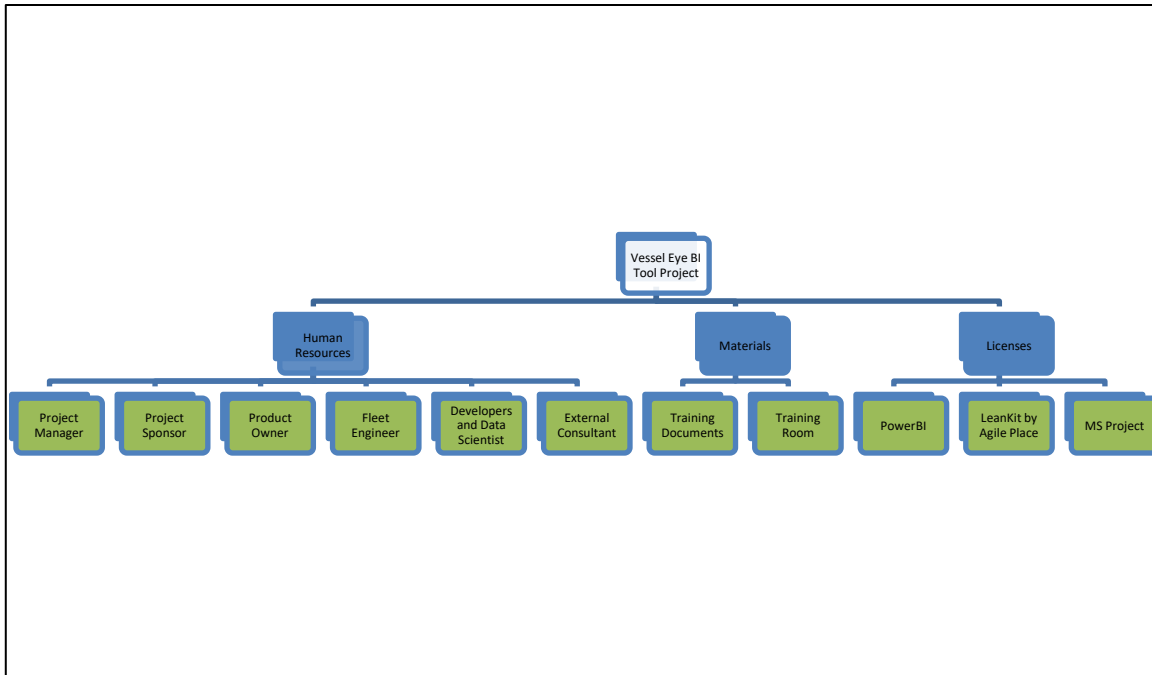 Vessel Eye BI
Tool Project
Human
Resources
Materials
Licenses
Project
Manager
Project
Sponsor
Product
Owner
Fleet
Engineer
Developers
and Data
Scientist
External
Consultant
Training
Documents
Training
Room
PowerBI
LeanKit by
Agile Place
MS Project